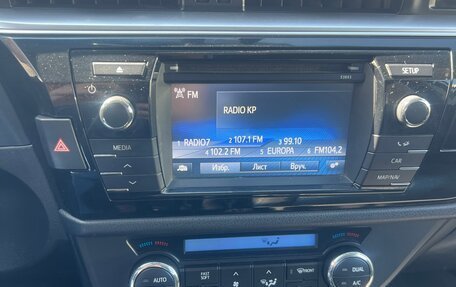 SETUP
FM
RADIO KP
1 RADIO7 2 107.1 FM 3 99.10
4 102.2 FM 5 EUROPA 6 FM104.2
Избр. Лист Вруч.
MEDIA
CAR
MAP/NAV
FAST
SOFT
FRONT
AUTO
DUAL
A/C